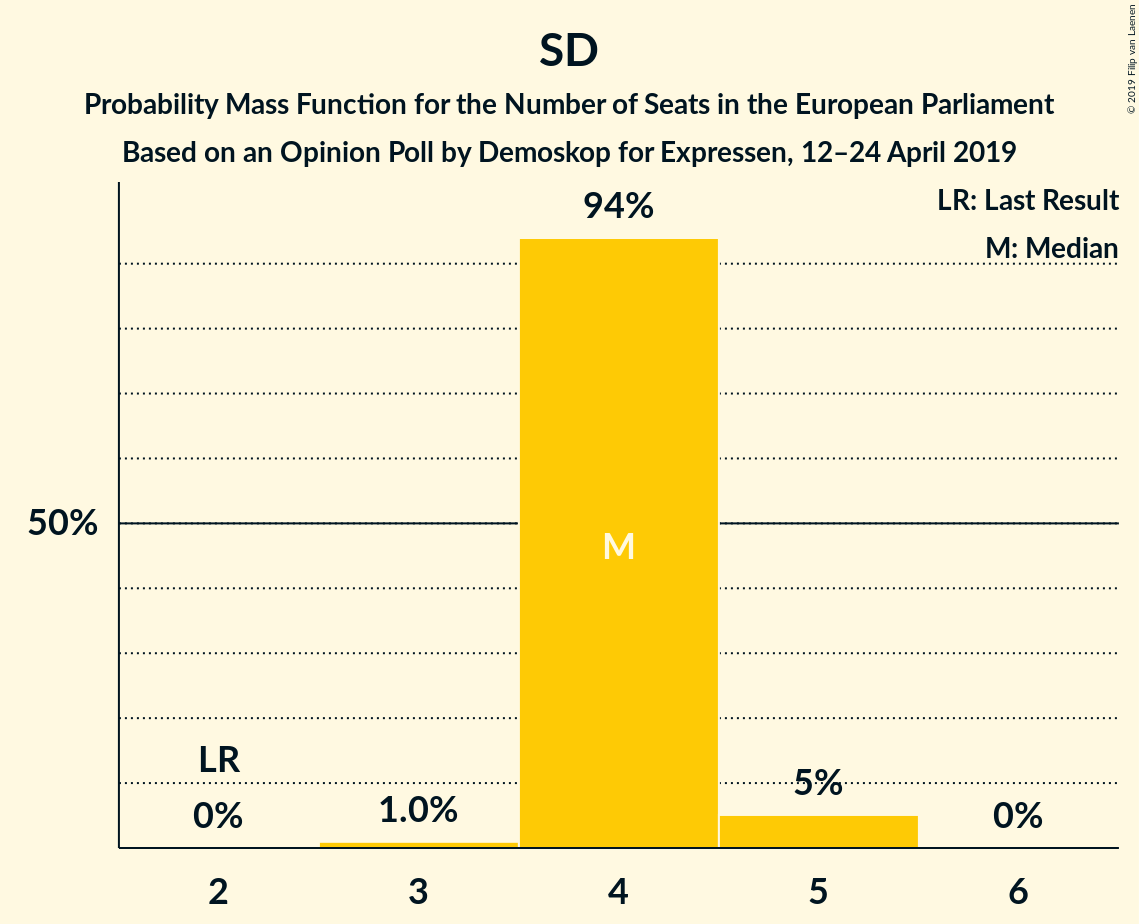 SD
Probability Mass Function for the Number of Seats in the European Parliament
Based on an Opinion Poll by Demoskop for Expressen, 12–24 April 2019
© 2019 Filip van Laenen
LR: Last Result
M: Median
94%
50%
M
LR
0%
1.0%
5%
0%
2
3
4
5
6